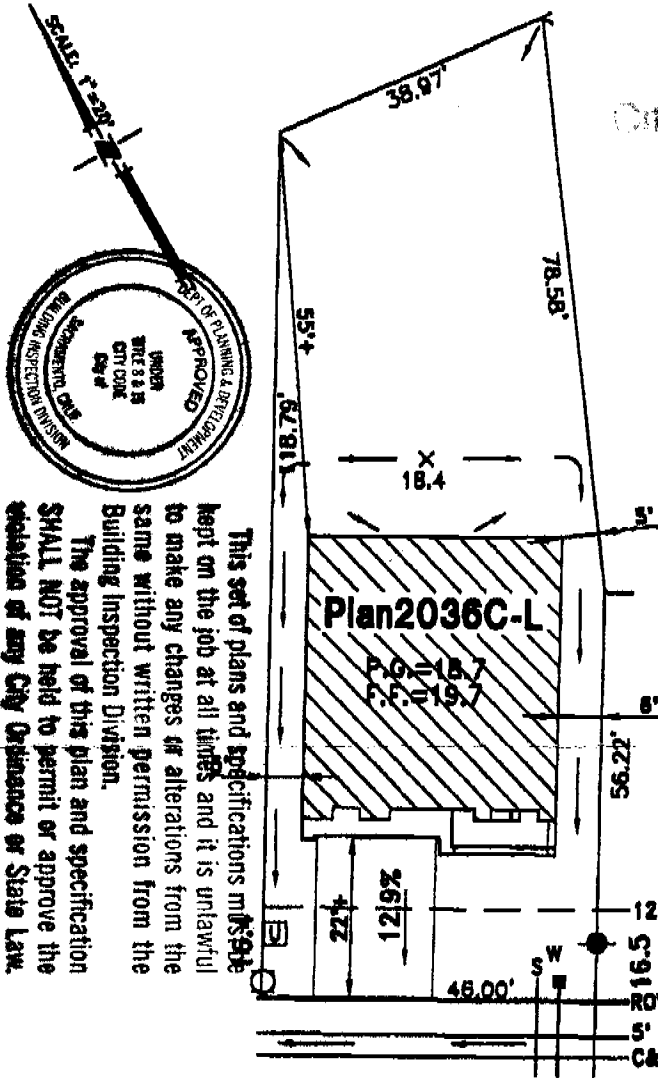 SCALE: 1"=20'
38.97'
78.58'
55'+
118.79'
X
18.4
5'
DEPT OF PLANNING & DEVELOPMENT
APPROVED
UNDER
CITY CODE
City of
SACRAMENTO, CALIF.
BUILDING INSPECTION DIVISION
Plan2036C-L
P.G.=18.7
F.F.=19.7
56.22'
This set of plans and specifications must be
kept on the job at all times and it is unlawful
to make any changes or alterations from the
same without written permission from the
Building Inspection Division.
The approval of this plan and specification
SHALL NOT be held to permit or approve the
violation of any City Ordinance or State Law.
22'+
12.9%
12
16.5
S
W
46.00'
5'